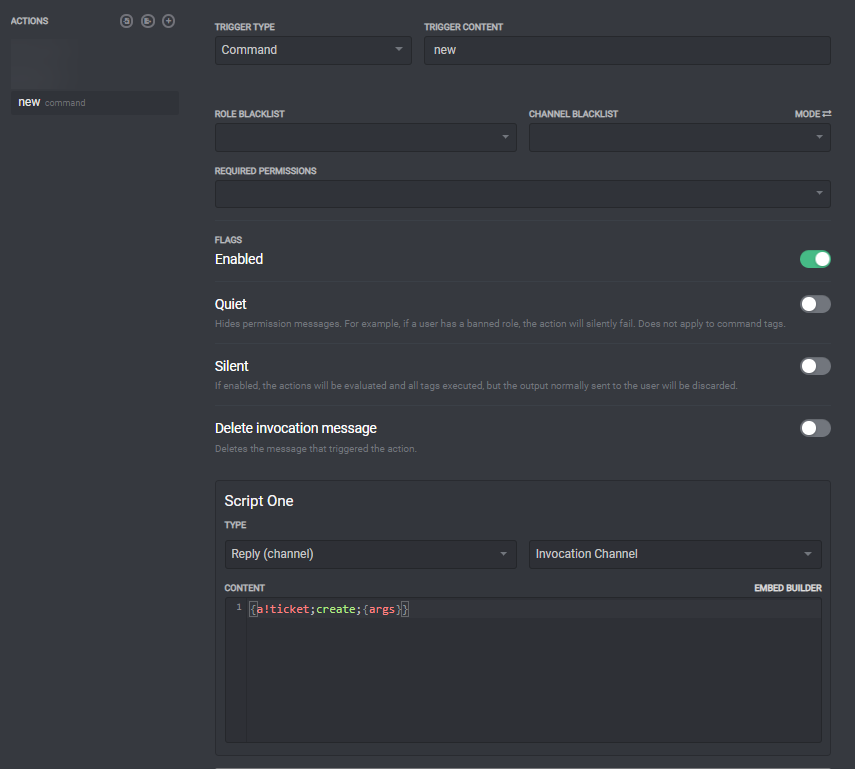 ACTIONS
new command
TRIGGER TYPE
TRIGGER CONTENT
Command
new
ROLE BLACKLIST
CHANNEL BLACKLIST
MODE
REQUIRED PERMISSIONS
FLAGS
Enabled
Quiet
Hides permission messages. For example, if a user has a banned role, the action will silently fail. Does not apply to command tags.
Silent
If enabled, the actions will be evaluated and all tags executed, but the output normally sent to the user will be discarded.
Delete invocation message
Deletes the message that triggered the action.
Script One
TYPE
Reply (channel)
Invocation Channel
CONTENT
EMBED BUILDER
1 {a!ticket;create;{args}}